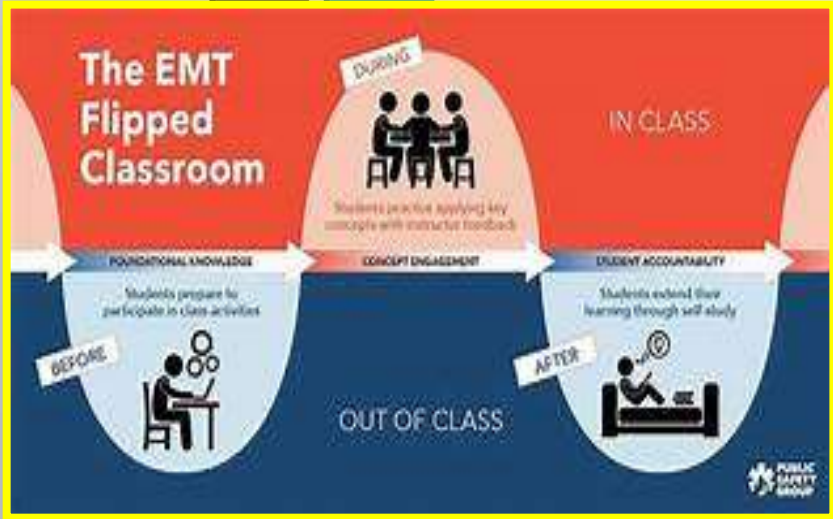 The EMT
Flipped
Classroom
DURING
IN CLASS
Students practice applying key
concepts with instructor feedback
FOUNDATIONAL KNOWLEDGE
CONCEPT ENGAGEMENT
STUDENT ACCOUNTABILITY
Students prepare to
participate in class activities
Students extend their
learning through self-study
BEFORE
AFTER
OUT OF CLASS
PUBLIC
SAFETY
GROUP